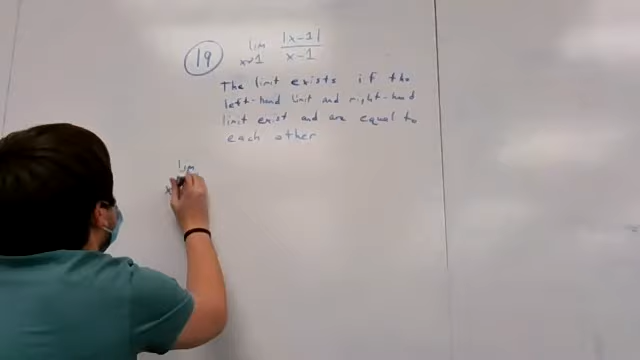 19 lim x→1 |x-1| / x-1
The limit exists if the
left-hand limit and right-hand
limit exist and are equal to
each other
lim
x